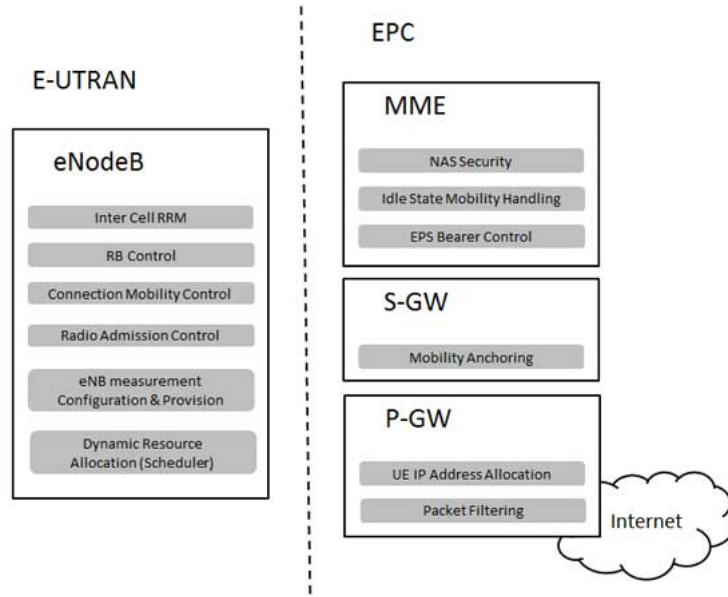 E-UTRAN
eNodeB
Inter Cell RRM
RB Control
Connection Mobility Control
Radio Admission Control
eNB measurement
Configuration & Provision
Dynamic Resource
Allocation (Scheduler)
EPC
MME
NAS Security
Idle State Mobility Handling
EPS Bearer Control
S-GW
Mobility Anchoring
P-GW
UE IP Address Allocation
Packet Filtering
Internet